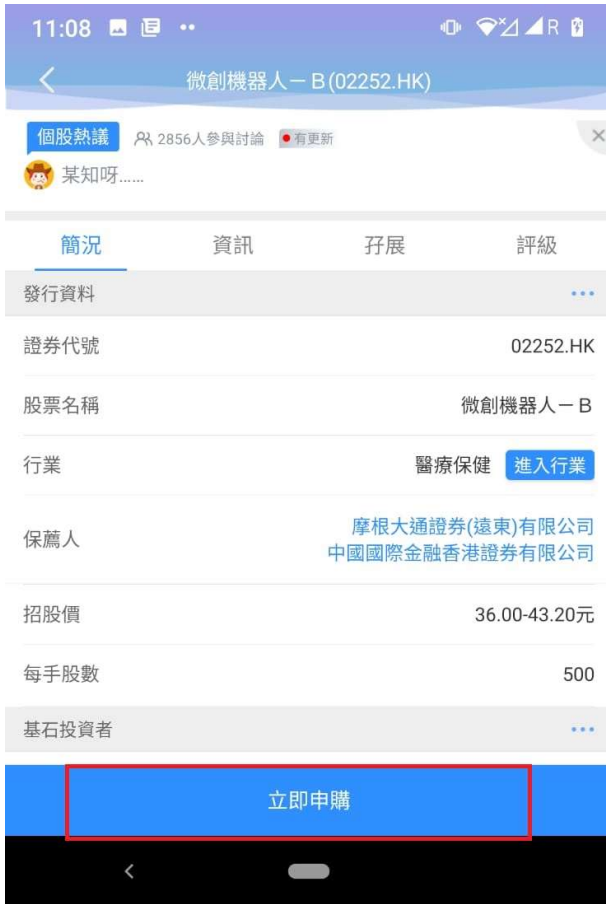 11:08 R
微創機器人－Ｂ(02252.HK)
個股熱議 2856人參與討論 有更新
某知呀……
簡況 資訊 孖展 評級
發行資料
證券代號 02252.HK
股票名稱 微創機器人－Ｂ
行業 醫療保健 進入行業
保薦人 摩根大通證券(遠東)有限公司
中國國際金融香港證券有限公司
招股價 36.00-43.20元
每手股數 500
基石投資者
立即申購